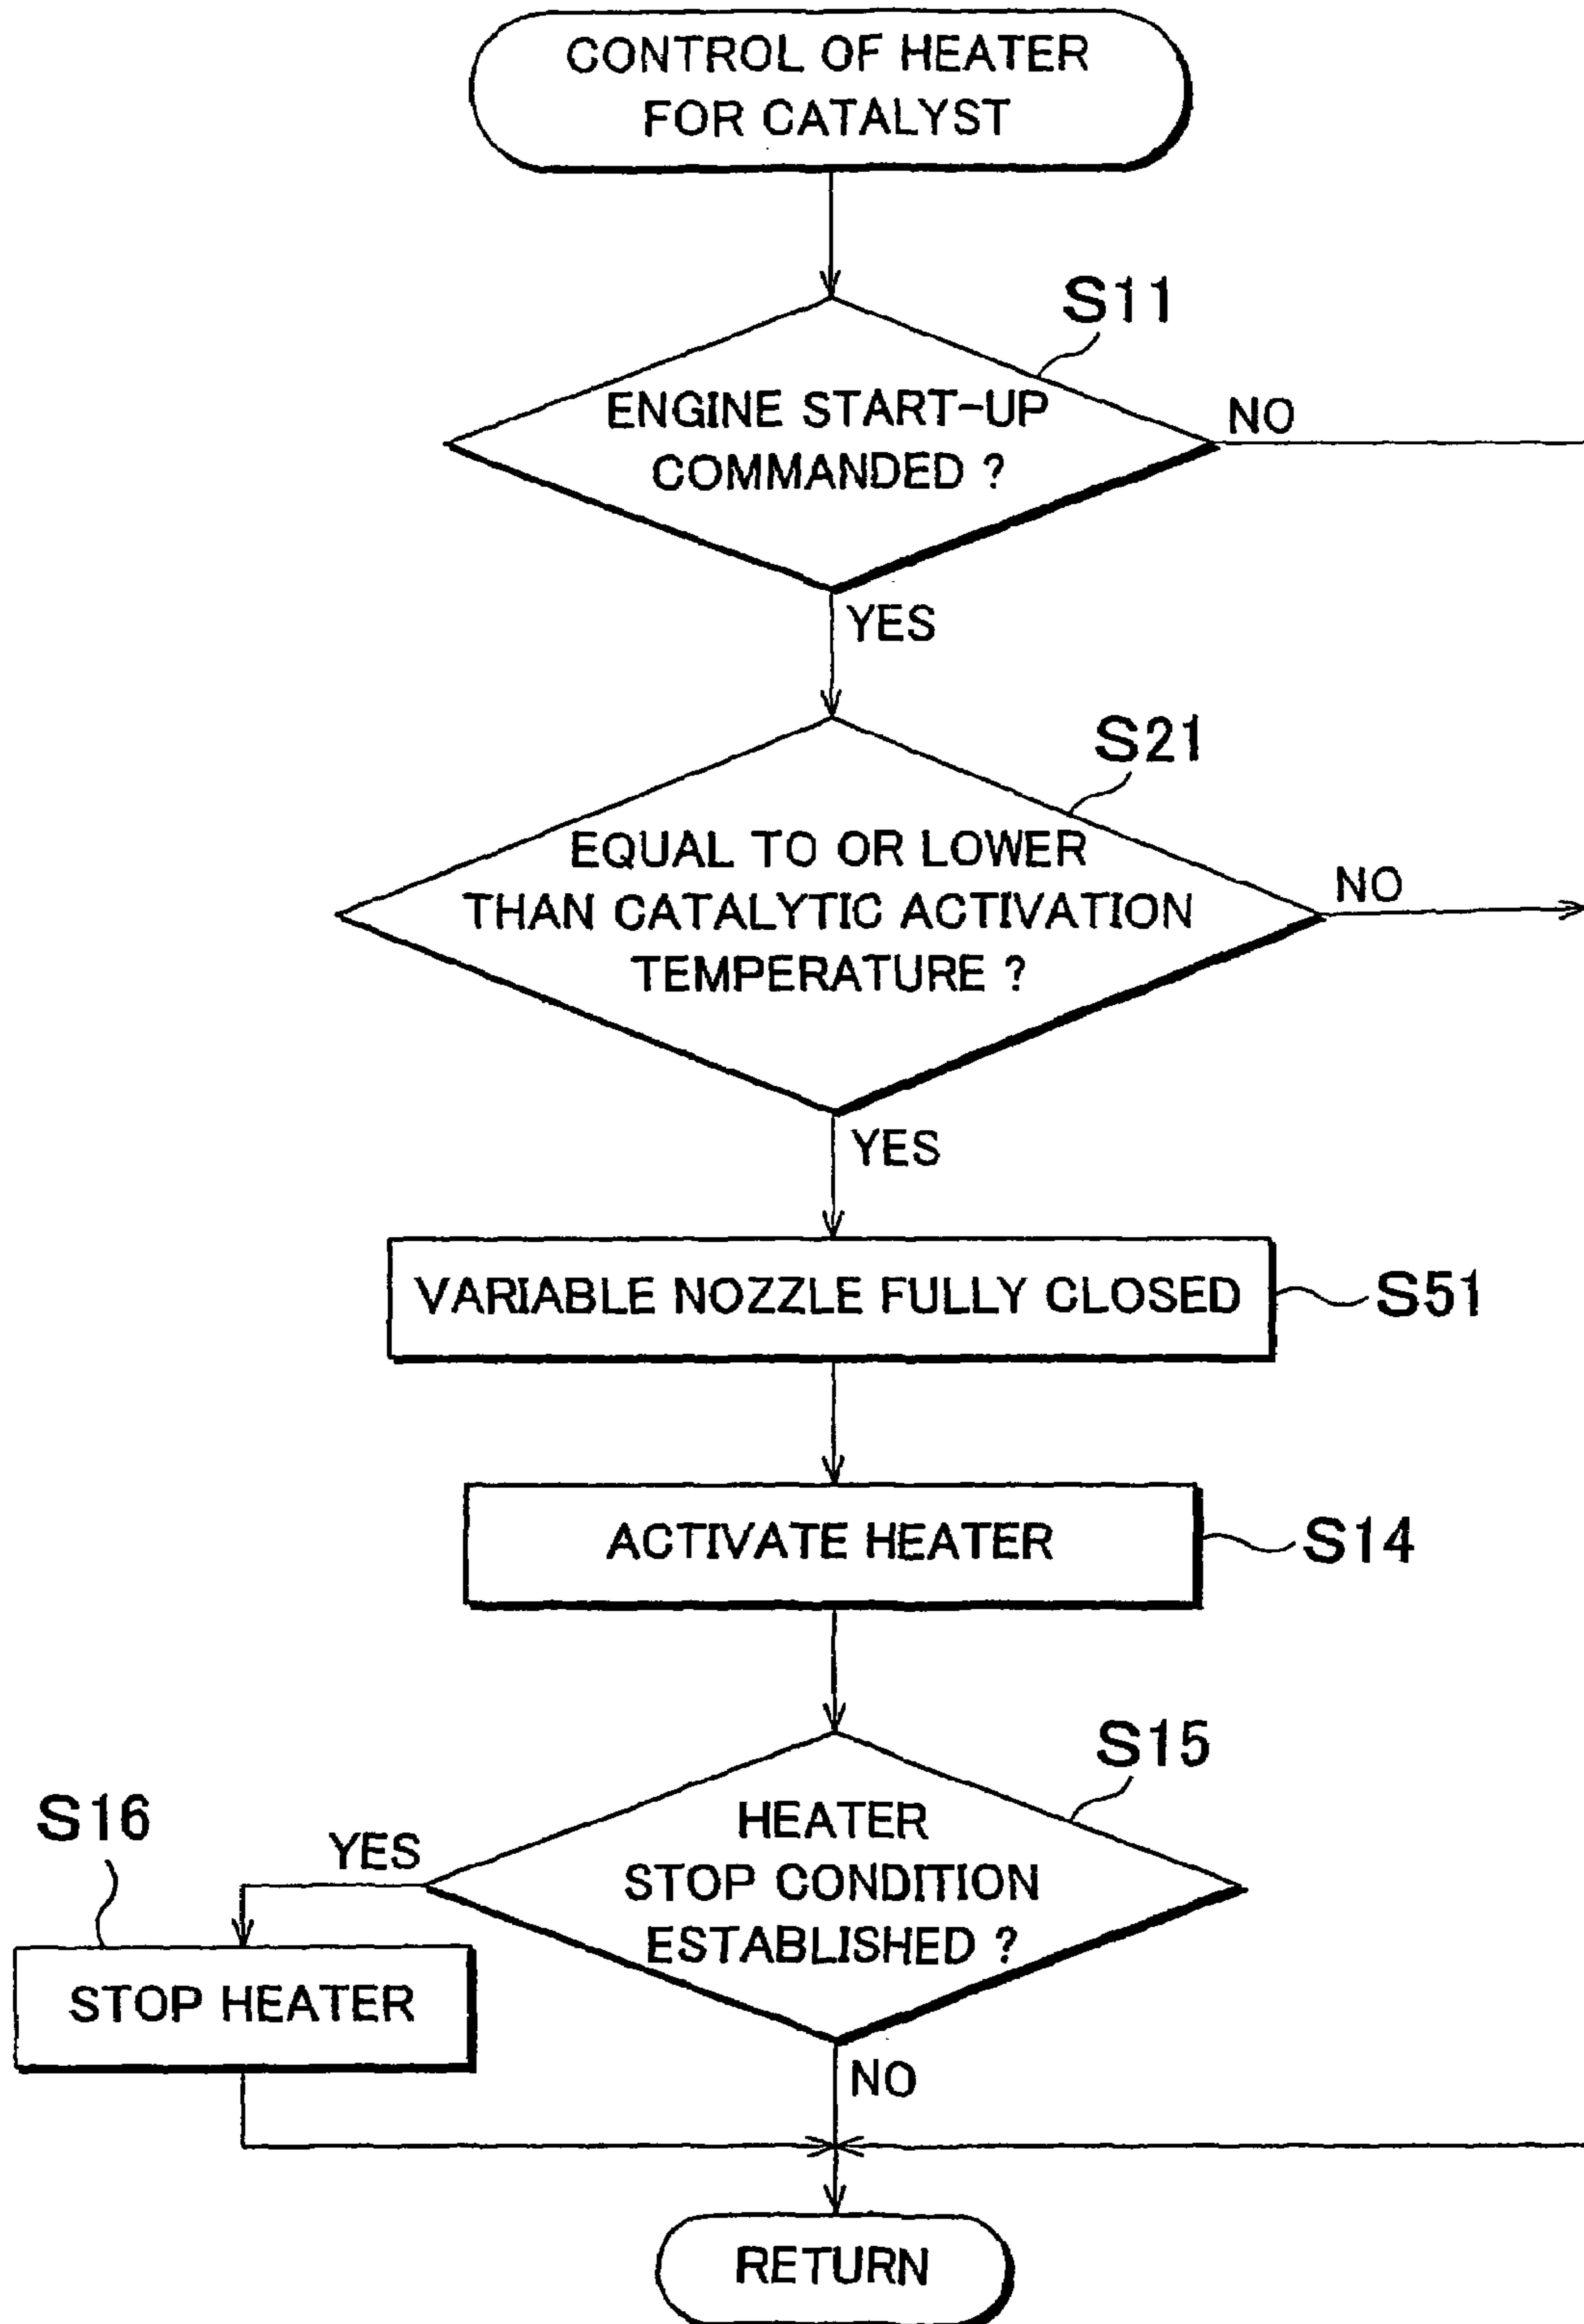 CONTROL OF HEATER
FOR CATALYST
S11
ENGINE START-UP
COMMANDED ?
NO
YES
S21
EQUAL TO OR LOWER
THAN CATALYTIC ACTIVATION
TEMPERATURE ?
NO
YES
VARIABLE NOZZLE FULLY CLOSED
S51
ACTIVATE HEATER
S14
S15
HEATER
STOP CONDITION
ESTABLISHED ?
YES
S16
STOP HEATER
NO
RETURN